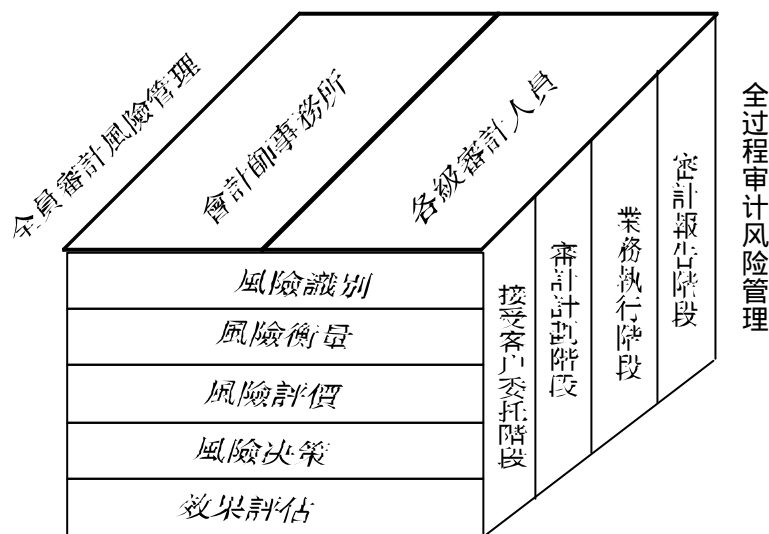 全員審計風險管理
會計師事務所
各級審計人員
風險識別
風險衡量
風險評價
風險决策
效果評估
接受客户委托階段
審計計劃階段
業務執行階段
審計報告階段
全过程审计风险管理